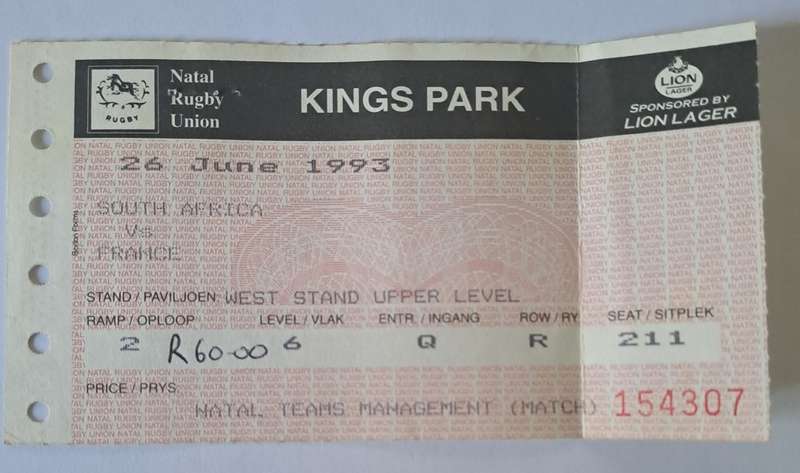 Natal
Rugby
Union
RUGBY
KINGS PARK
LION
LAGER
SPONSORED BY
LION LAGER
26 June 1993
SOUTH AFRICA
Vs
FRANCE
STAND / PAVILJOEN: WEST STAND UPPER LEVEL
RAMP / OPLOOP LEVEL / VLAK ENTR. / INGANG ROW / RY SEAT / SITPLEK
2 R60-00 6 Q R 211
PRICE / PRYS.
NATAL TEAMS MANAGEMENT (MATCH) 154307